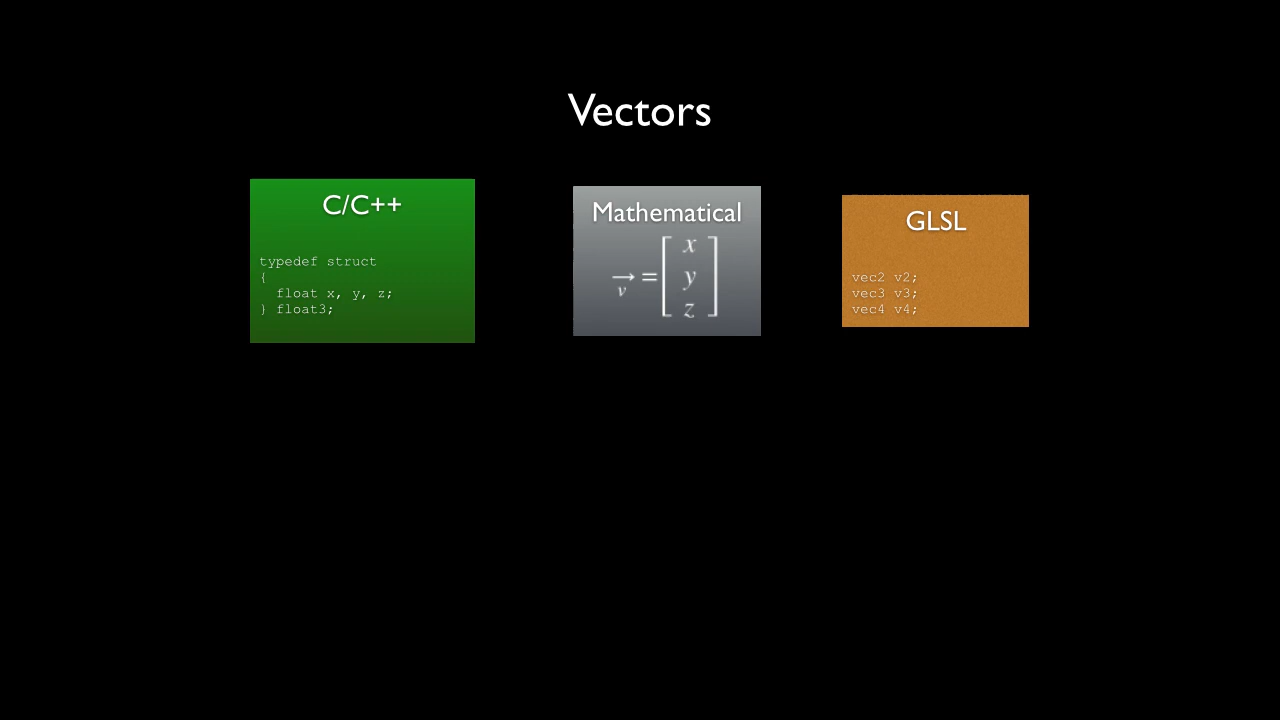 Vectors
C/C++
typedef struct
{
  float x, y, z;
} float3;
Mathematical
x
→ = [ y ]
v
z
GLSL
vec2 v2;
vec3 v3;
vec4 v4;